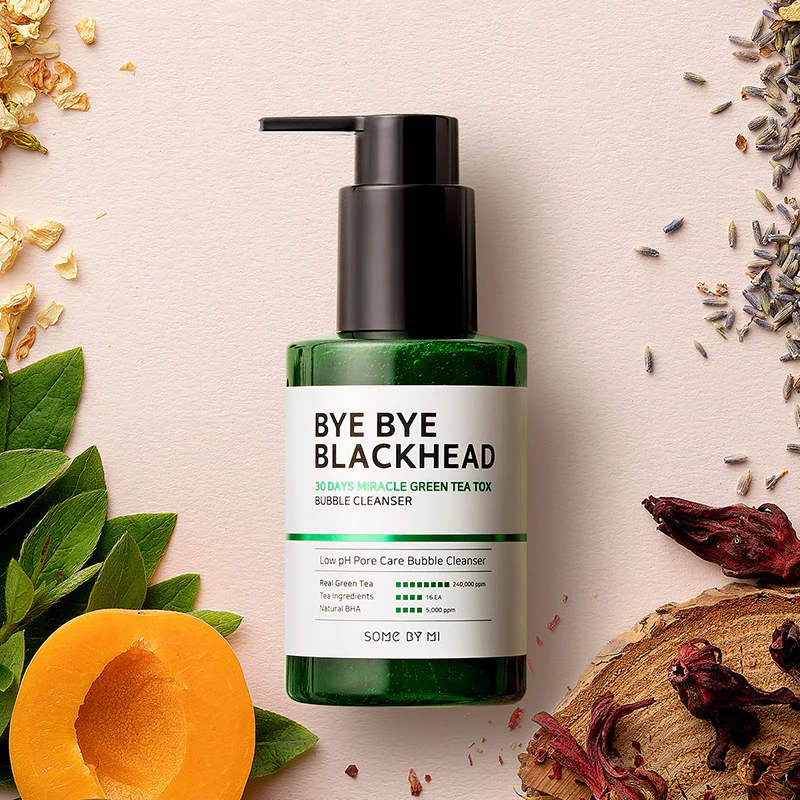 BYE BYE
BLACKHEAD
30 DAYS MiRACLE GREEN TEA TOX
BUBBLE CLEANSER
Low pH Pore Care Bubble Cleanser
Real Green Tea 240,000 ppm
Tea Ingredients 16 EA
Natural BHA 5,000 ppm
SOMe BY MI